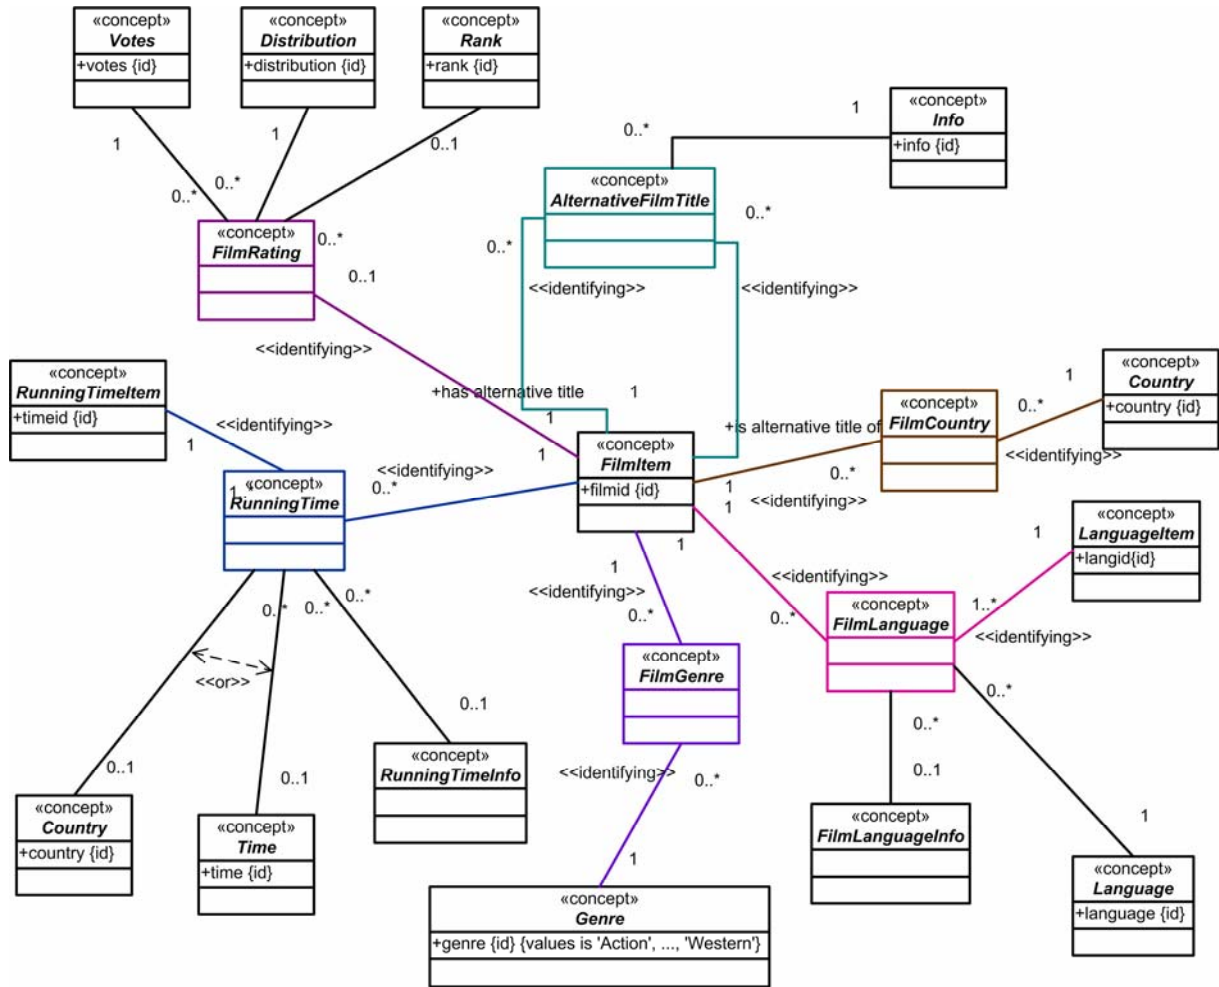 «concept»
Votes
+votes {id}
«concept»
Distribution
+distribution {id}
«concept»
Rank
+rank {id}
«concept»
Info
+info {id}
1
1
0..1
0..*
1
0..*
0..*
0..*
«concept»
AlternativeFilmTitle
0..*
0..*
«concept»
FilmRating
0..1
<<identifying>>
<<identifying>>
<<identifying>>
+has alternative title
1
1
1
«concept»
RunningTimeItem
+timeid {id}
1
<<identifying>>
«concept»
Country
+country {id}
1
0..*
«concept»
FilmCountry
+is alternative title of
<<identifying>>
0..*
1
<<identifying>>
1
«concept»
FilmItem
+filmid {id}
<<identifying>>
0..*
«concept»
RunningTime
1..*
1
1
<<identifying>>
0..*
<<identifying>>
0..*
«concept»
LanguageItem
+langid{id}
1
1..*
<<identifying>>
«concept»
FilmLanguage
0..*
0..*
0..*
<<or>>
0..1
0..1
0..1
«concept»
FilmGenre
<<identifying>>
0..*
1
0..*
0..1
0..*
1
«concept»
RunningTimeInfo
«concept»
Country
+country {id}
«concept»
Time
+time {id}
«concept»
FilmLanguageInfo
«concept»
Language
+language {id}
«concept»
Genre
+genre {id} {values is 'Action', ..., 'Western'}